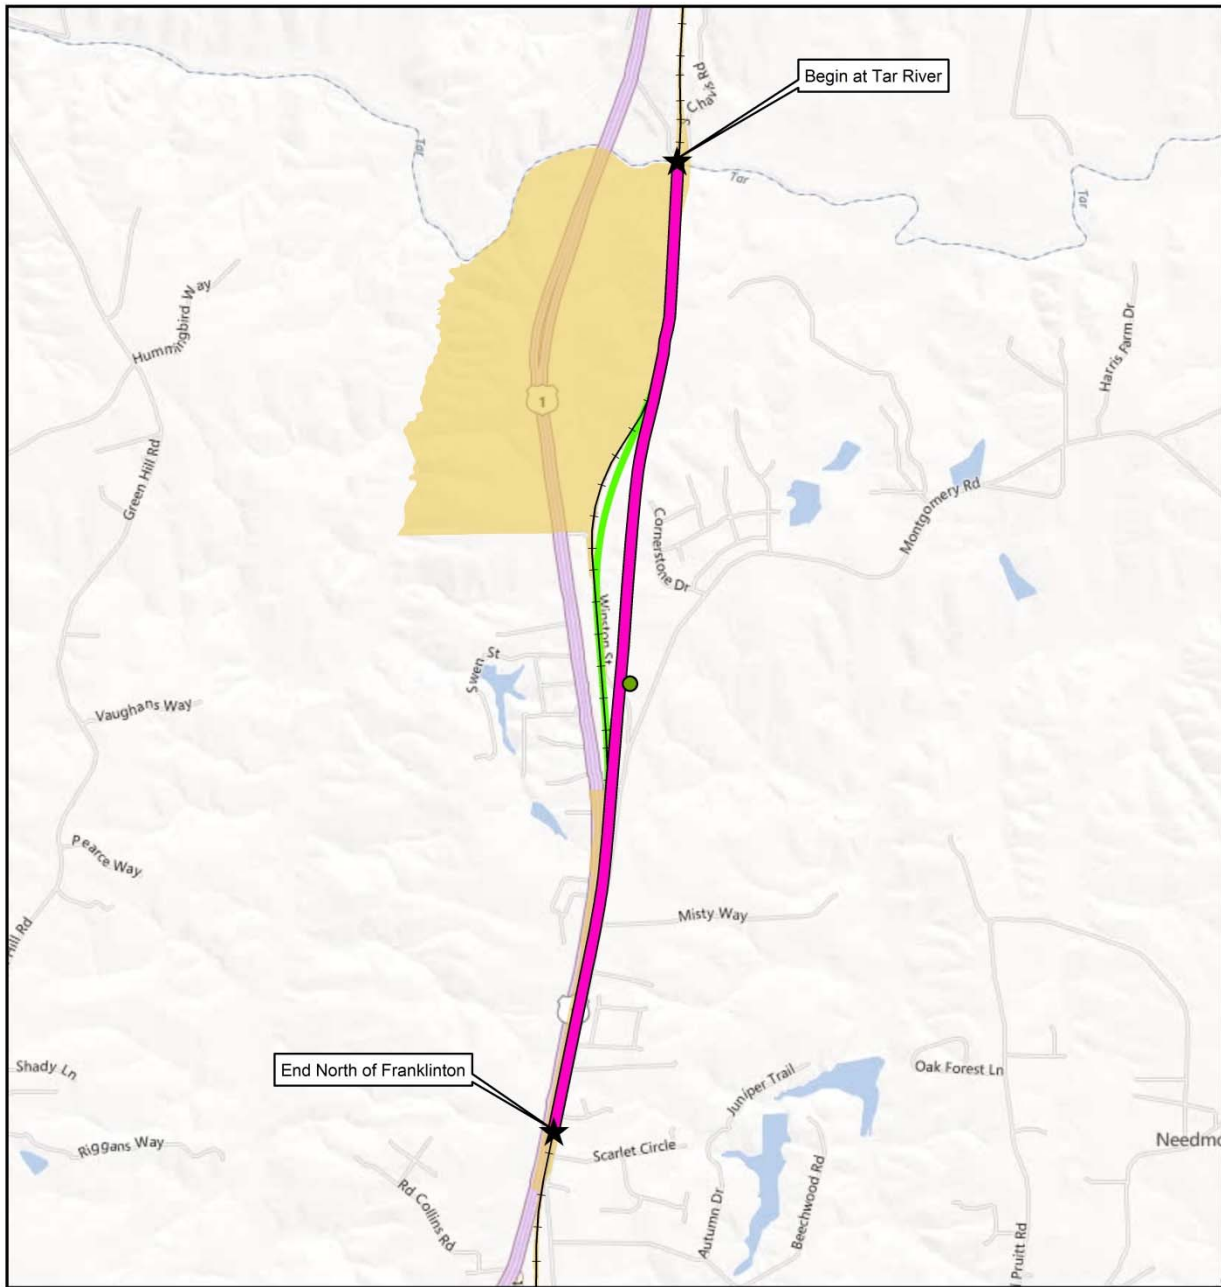 Begin at Tar River
Tar
Tar
Tar
Hummingbird Way
Harris Farm Dr
1
Green Hill Rd
Montgomery Rd
Cornerstone Dr
Winston St
Swen St
Vaughans Way
Pearce Way
Misty Way
Hill Rd
End North of Franklinton
Shady Ln
Juniper Trail
Oak Forest Ln
Riggans Way
Scarlet Circle
Rd Collins Rd
Autumn Dr
Beechwood Rd
Pruitt Rd